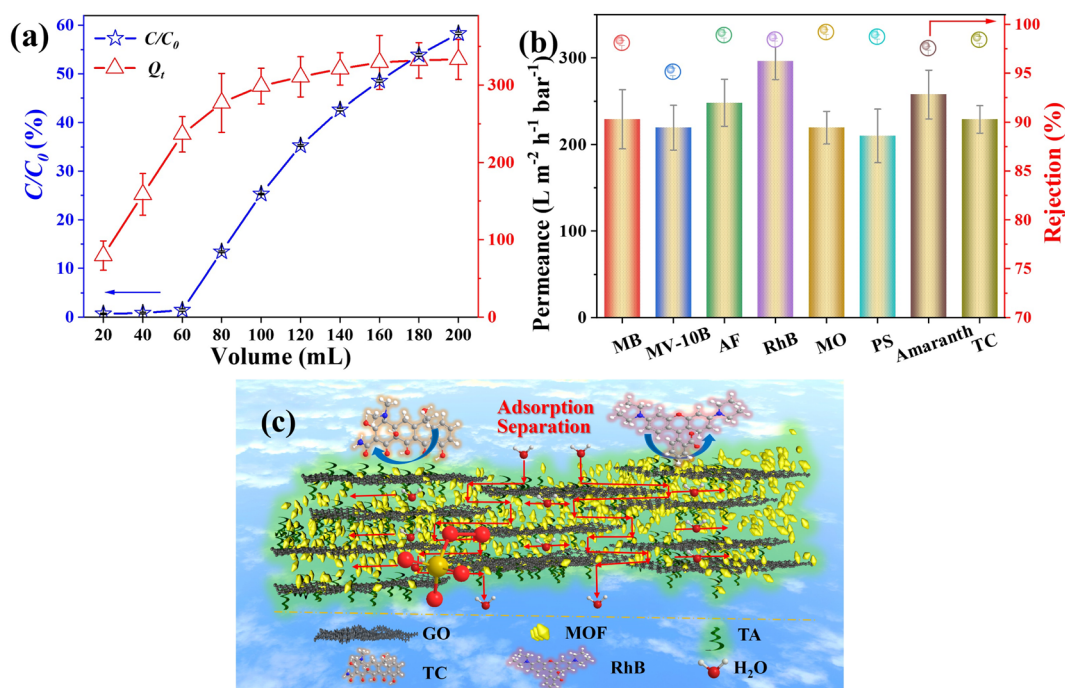 (a)
C/C0
Qt
C/C0 (%)
60
50
40
30
20
10
0
300
200
100
0
20 40 60 80 100 120 140 160 180 200
Volume (mL)
(b)
Permeance (L m-2 h-1 bar-1)
300
200
100
0
100
95
90
85
80
75
70
Rejection (%)
MB MV-10B AF RhB MO PS Amaranth TC
(c)
Adsorption
Separation
GO MOF TA
TC RhB H2O